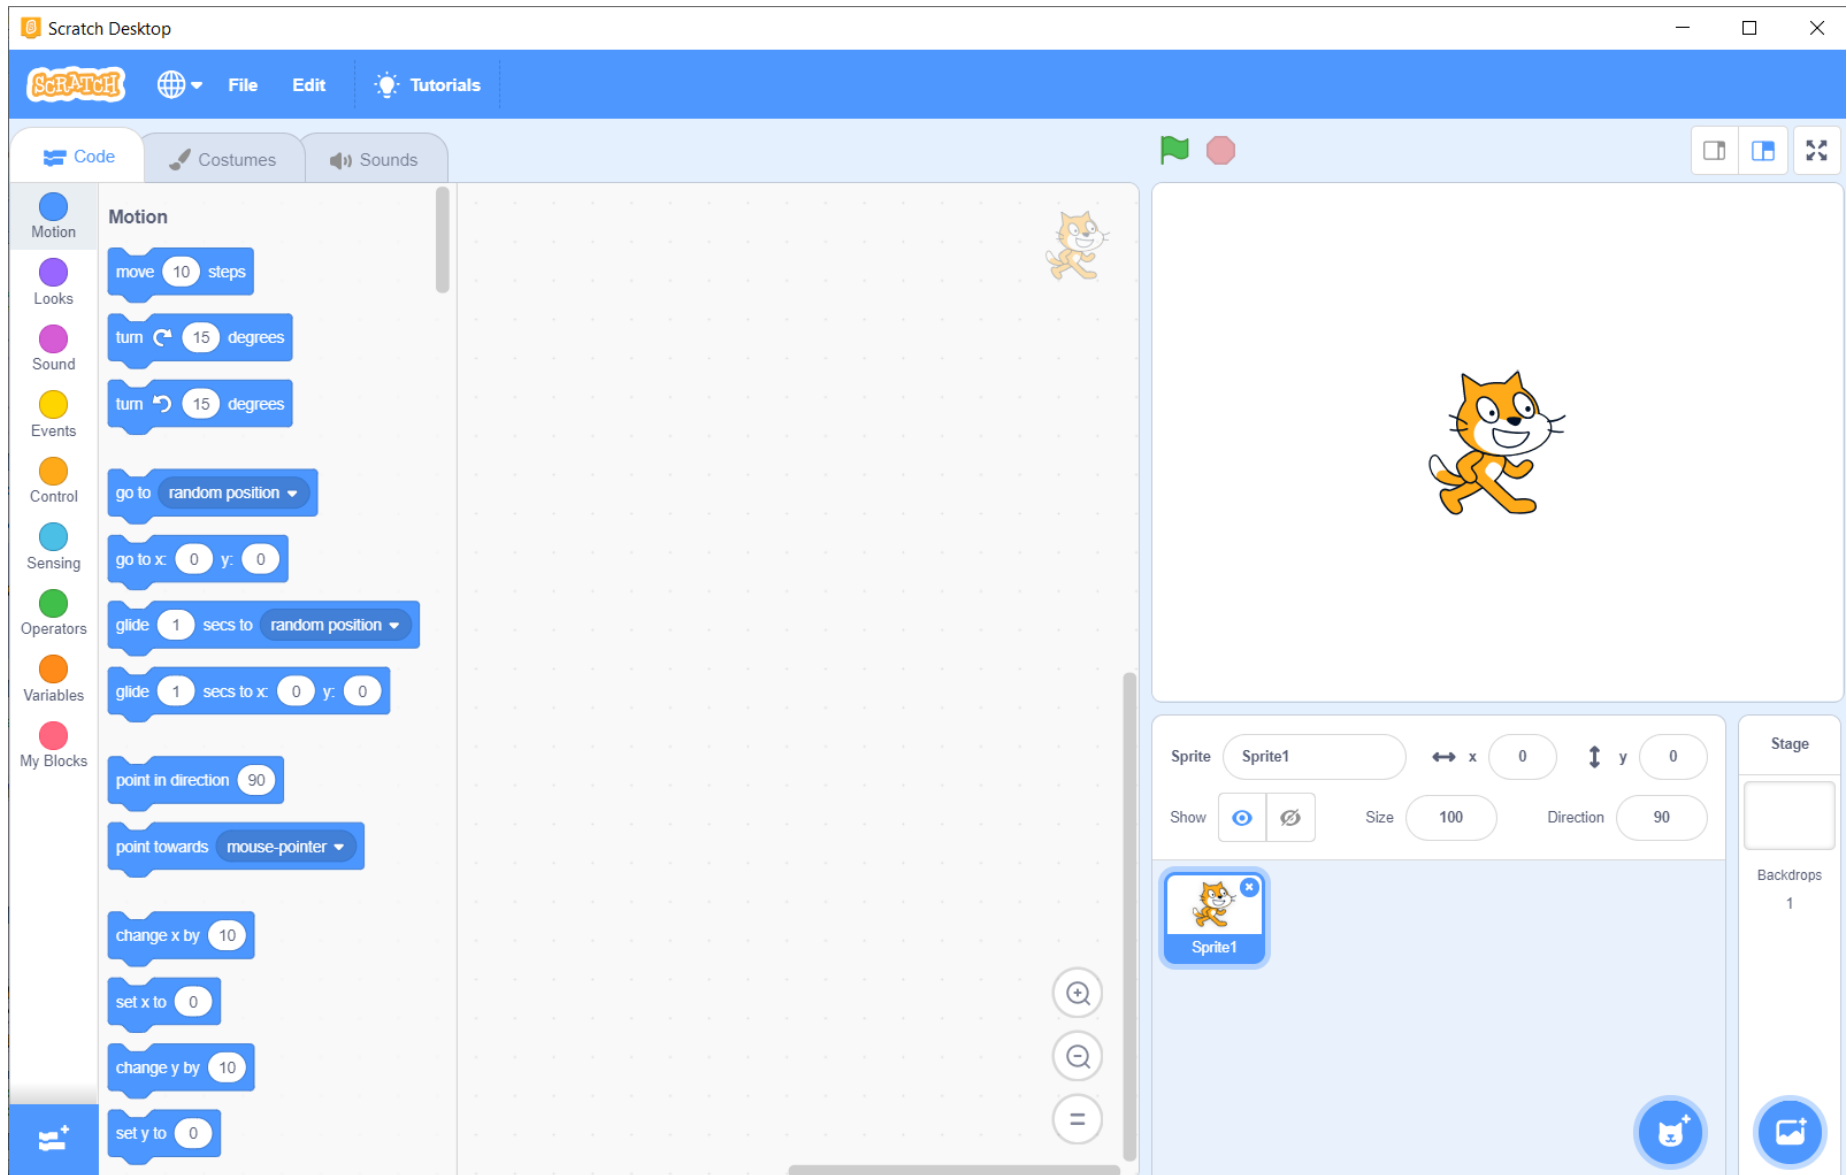 Scratch Desktop
SCRATCH File Edit Tutorials
Code Costumes Sounds
Motion
Looks
Sound
Events
Control
Sensing
Operators
Variables
My Blocks
Motion
move 10 steps
turn 15 degrees
turn 15 degrees
go to random position
go to x: 0 y: 0
glide 1 secs to random position
glide 1 secs to x: 0 y: 0
point in direction 90
point towards mouse-pointer
change x by 10
set x to 0
change y by 10
set y to 0
Sprite Sprite1 x 0 y 0
Show Size 100 Direction 90
Sprite1
Stage
Backdrops
1